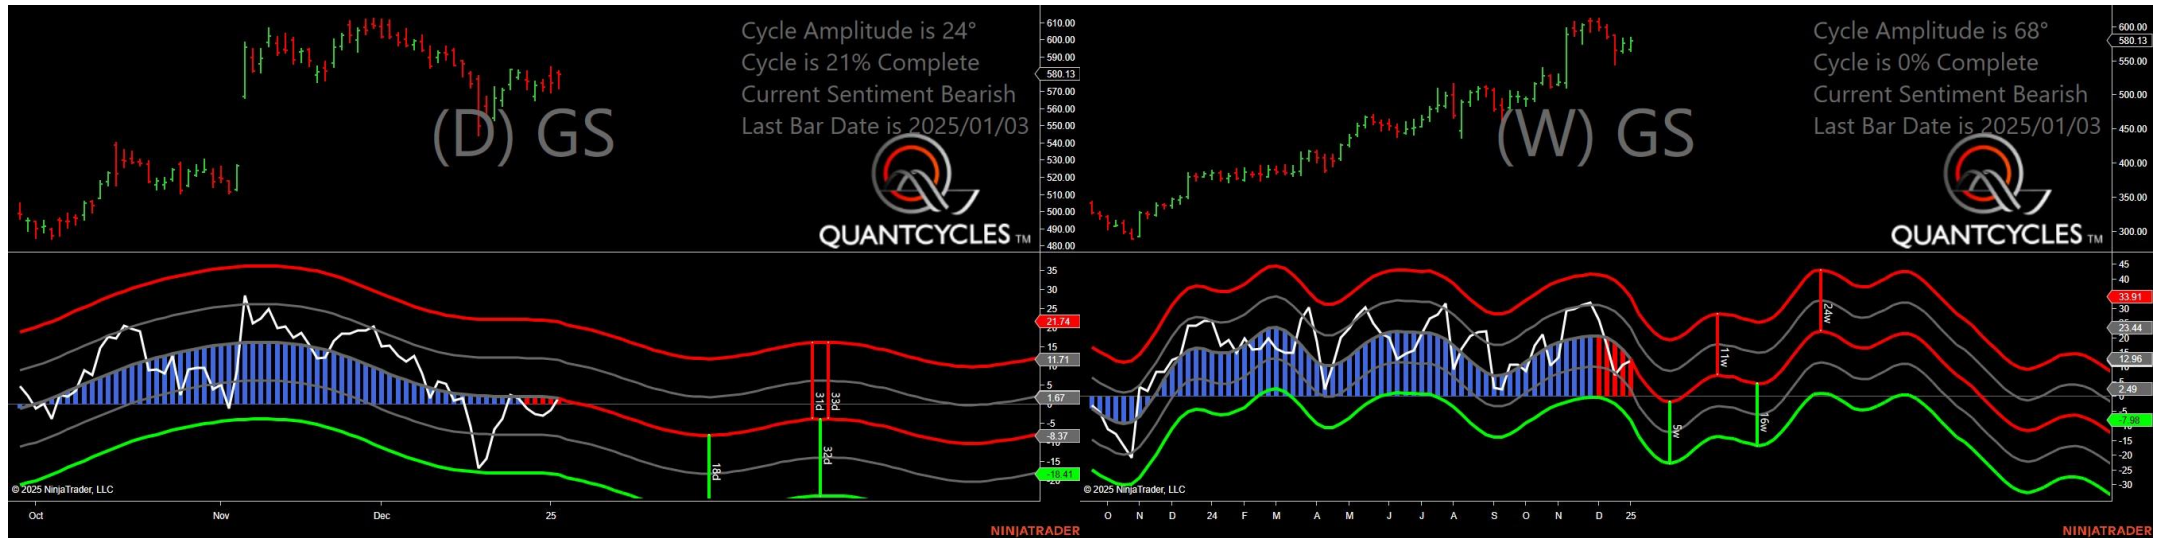 Cycle Amplitude is 24°
Cycle is 21% Complete
Current Sentiment Bearish
Last Bar Date is 2025/01/03
(D) GS
QUANTCYCLES TM
610.00
600.00
590.00
580.13
570.00
560.00
550.00
540.00
530.00
520.00
510.00
500.00
490.00
480.00
35
30
25
21.74
20
15
11.71
5
1.67
0
-5
-8.37
-15
-18.41
31d
33d
32d
18d
© 2025 NinjaTrader, LLC
Oct
Nov
Dec
25
NINJATRADER
Cycle Amplitude is 68°
Cycle is 0% Complete
Current Sentiment Bearish
Last Bar Date is 2025/01/03
(W) GS
QUANTCYCLES TM
600.00
580.13
550.00
500.00
450.00
400.00
350.00
300.00
45
40
33.91
30
23.44
20
12.96
2.49
-5
-7.98
-15
-20
-25
-30
24w
11w
16w
5w
© 2025 NinjaTrader, LLC
O N D 24 F M A M J J A S O N D 25
NINJATRADER